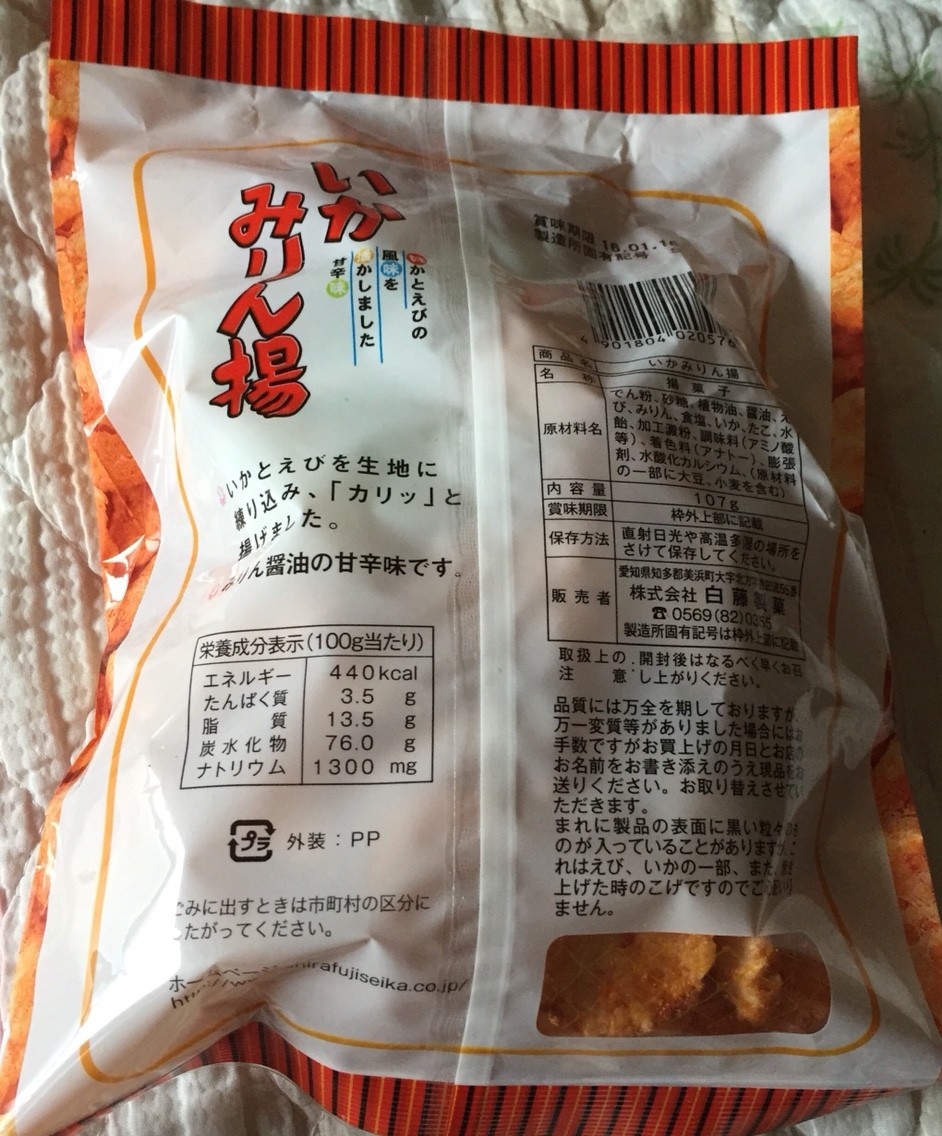 いか
みりん揚
いかとえびの
風味を
活かしました
甘辛味
いかとえびを生地に
練り込み、「カリッ」と
揚げました。
みりん醤油の甘辛味です。
栄養成分表示(100g当たり)
エネルギー 440kcal
たんぱく質 3.5 g
脂質 13.5 g
炭水化物 76.0 g
ナトリウム 1300 mg
プラ 外装:PP
ごみに出すときは市町村の区分に
したがってください。
ホームページ
shirafujiseika.co.jp/
賞味期限 16.01.16
製造所固有記号
4 901804 020576
商品名 いかみりん揚
名称 揚菓子
原材料名 でん粉、砂糖、植物油、醤油、え
び、みりん、食塩、いか、たこ、水
飴、加工澱粉、調味料(アミノ酸
等)、着色料(アナトー)、膨張
剤、水酸化カルシウム、(原材料
の一部に大豆、小麦を含む)
内容量 107g
賞味期限 枠外上部に記載
保存方法 直射日光や高温多湿の場所を
さけて保存してください。
販売者 愛知県知多郡美浜町大字北方
株式会社 白藤製菓
☎0569(82)0355
製造所固有記号は枠外上部に記載
取扱上の注意:開封後はなるべく早くお召
し上がりください。
品質には万全を期しておりますが、
万一変質等がありました場合にはお
手数ですがお買上げの月日とお店の
お名前をお書き添えのうえ現品をお
送りください。お取り替えさせてい
ただきます。
まれに製品の表面に黒い粒々のも
のが入っていることがありますが、こ
れはえび、いかの一部、また、
上げた時のこげですのでご
ません。